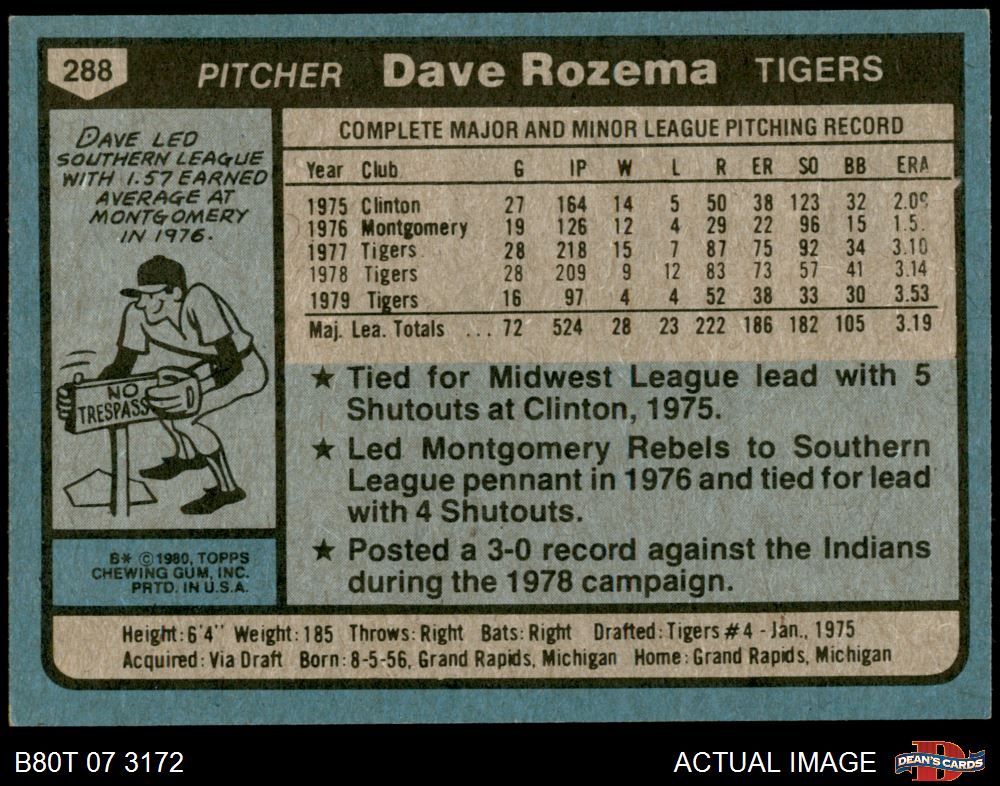 288 PITCHER Dave Rozema TIGERS
DAVE LED
SOUTHERN LEAGUE
WITH 1.57 EARNED
AVERAGE AT
MONTGOMERY
IN 1976.
NO
TRESPASS
B* ©1980, TOPPS
CHEWING GUM, INC.
PRTD. IN U.S.A.
COMPLETE MAJOR AND MINOR LEAGUE PITCHING RECORD
Year Club G IP W L R ER SO BB ERA
1975 Clinton 27 164 14 5 50 38 123 32
1976 Montgomery 19 126 12 4 29 22 96 15
1977 Tigers 28 218 15 7 87 75 92 34 3.10
1978 Tigers 28 209 9 12 83 73 57 41 3.14
1979 Tigers 16 97 4 4 52 38 33 30 3.53
Maj. Lea. Totals ... 72 524 28 23 222 186 182 105 3.19
★ Tied for Midwest League lead with 5
Shutouts at Clinton, 1975.
★ Led Montgomery Rebels to Southern
League pennant in 1976 and tied for lead
with 4 Shutouts.
★ Posted a 3-0 record against the Indians
during the 1978 campaign.
Height: 6'4" Weight: 185 Throws: Right Bats: Right Drafted: Tigers #4 - Jan., 1975
Acquired: Via Draft Born: 8-5-56, Grand Rapids, Michigan Home: Grand Rapids, Michigan
B80T 07 3172 ACTUAL IMAGE
DEAN'S CARDS